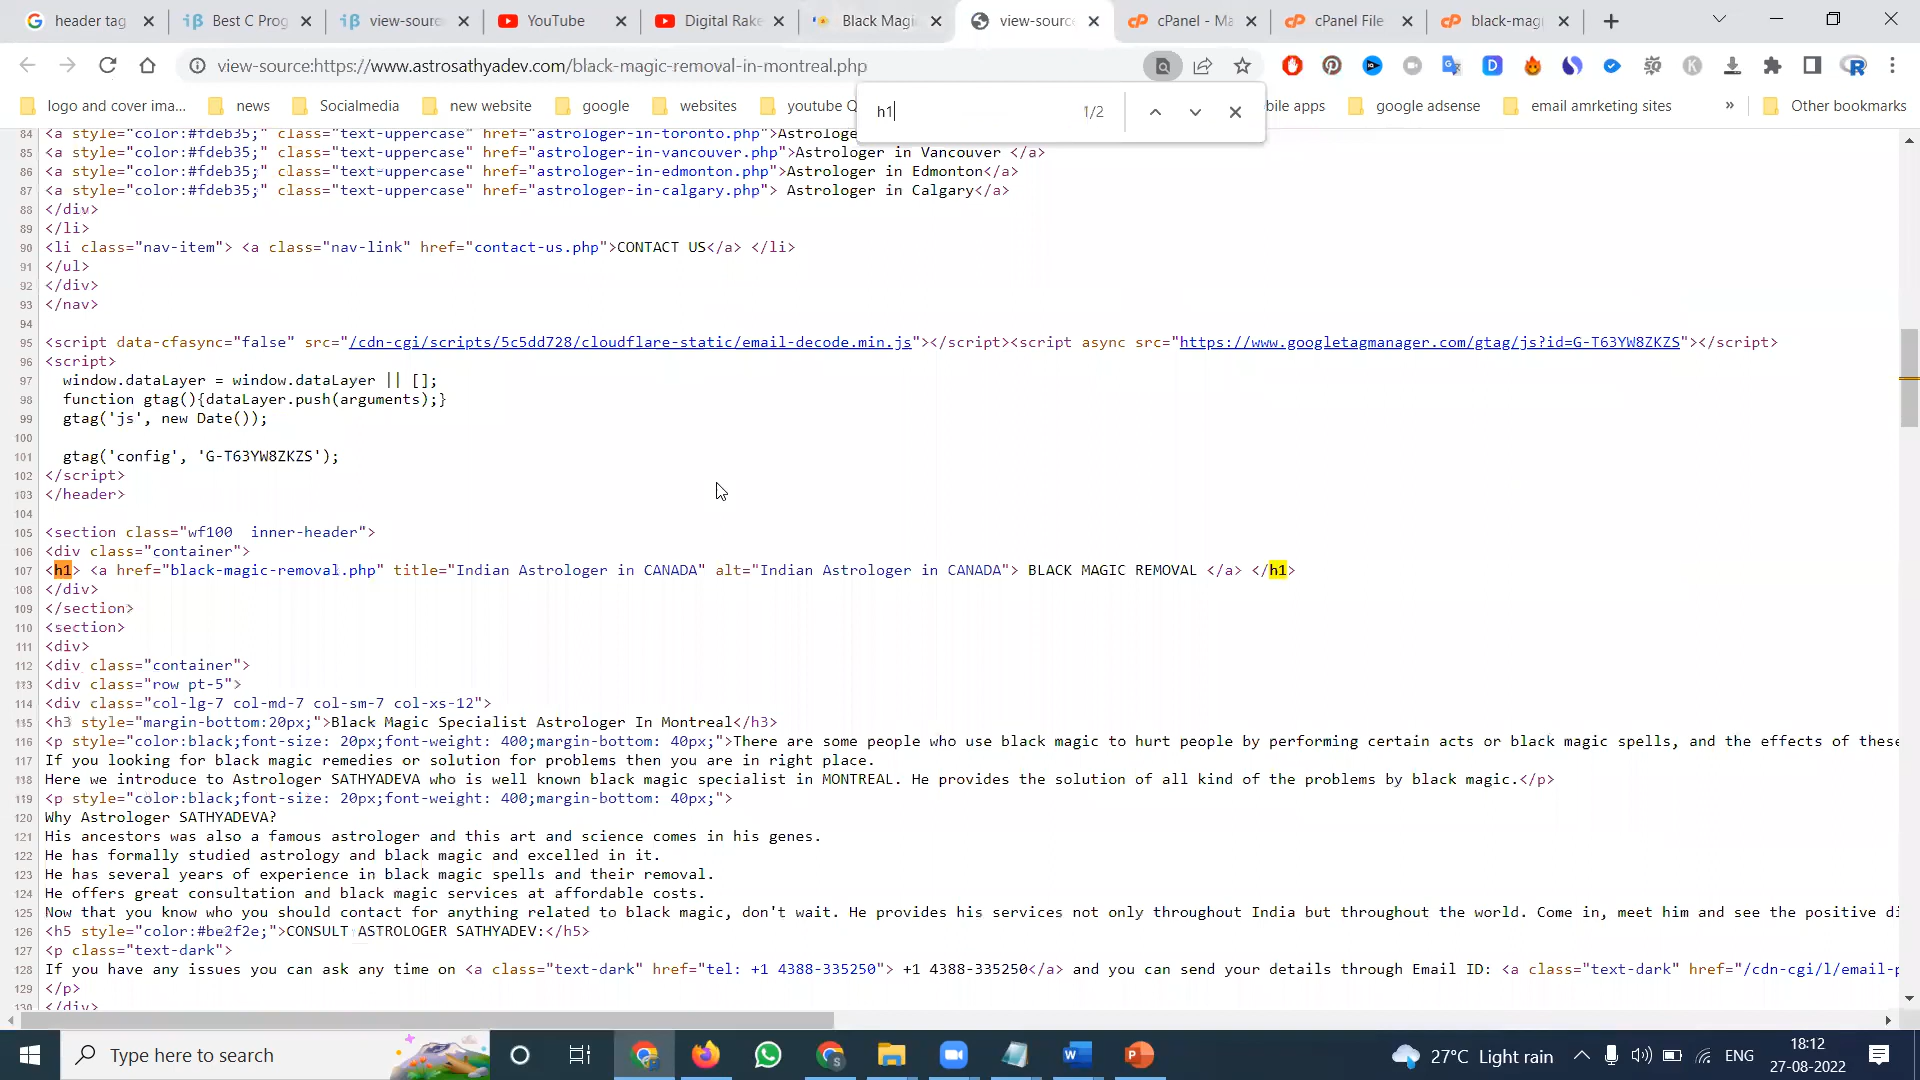 header tag
Best C Prog
view-sourc
YouTube
Digital Rake
Black Magi
view-sourc
cPanel - Ma
cPanel File
black-magi
view-source:https://www.astrosathyadev.com/black-magic-removal-in-montreal.php
logo and cover ima...
news
Socialmedia
new website
google
websites
youtube Q
bile apps
google adsense
email amrketing sites
»
Other bookmarks
h1
1/2
84 <a style="color:#fdeb35;" class="text-uppercase" href="astrologer-in-toronto.php">Astrologe
85 <a style="color:#fdeb35;" class="text-uppercase" href="astrologer-in-vancouver.php">Astrologer in Vancouver </a>
86 <a style="color:#fdeb35;" class="text-uppercase" href="astrologer-in-edmonton.php">Astrologer in Edmonton</a>
87 <a style="color:#fdeb35;" class="text-uppercase" href="astrologer-in-calgary.php"> Astrologer in Calgary</a>
88 </div>
89 </li>
90 <li class="nav-item"> <a class="nav-link" href="contact-us.php">CONTACT US</a> </li>
91 </ul>
92 </div>
93 </nav>
94
95 <script data-cfasync="false" src="/cdn-cgi/scripts/5c5dd728/cloudflare-static/email-decode.min.js"></script><script async src="https://www.googletagmanager.com/gtag/js?id=G-T63YW8ZKZS"></script>
96 <script>
97 window.dataLayer = window.dataLayer || [];
98 function gtag(){dataLayer.push(arguments);}
99 gtag('js', new Date());
100
101 gtag('config', 'G-T63YW8ZKZS');
102 </script>
103 </header>
104
105 <section class="wf100  inner-header">
106 <div class="container">
107 <h1> <a href="black-magic-removal.php" title="Indian Astrologer in CANADA" alt="Indian Astrologer in CANADA"> BLACK MAGIC REMOVAL </a> </h1>
108 </div>
109 </section>
110 <section>
111 <div>
112 <div class="container">
113 <div class="row pt-5">
114 <div class="col-lg-7 col-md-7 col-sm-7 col-xs-12">
115 <h3 style="margin-bottom:20px;">Black Magic Specialist Astrologer In Montreal</h3>
116 <p style="color:black;font-size: 20px;font-weight: 400;margin-bottom: 40px;">There are some people who use black magic to hurt people by performing certain acts or black magic spells, and the effects of these
117 If you looking for black magic remedies or solution for problems then you are in right place.
118 Here we introduce to Astrologer SATHYADEVA who is well known black magic specialist in MONTREAL. He provides the solution of all kind of the problems by black magic.</p>
119 <p style="color:black;font-size: 20px;font-weight: 400;margin-bottom: 40px;">
120 Why Astrologer SATHYADEVA?
121 His ancestors was also a famous astrologer and this art and science comes in his genes.
122 He has formally studied astrology and black magic and excelled in it.
123 He has several years of experience in black magic spells and their removal.
124 He offers great consultation and black magic services at affordable costs.
125 Now that you know who you should contact for anything related to black magic, don't wait. He provides his services not only throughout India but throughout the world. Come in, meet him and see the positive di
126 <h5 style="color:#be2f2e;">CONSULT ASTROLOGER SATHYADEV:</h5>
127 <p class="text-dark">
128 If you have any issues you can ask any time on <a class="text-dark" href="tel: +1 4388-335250"> +1 4388-335250</a> and you can send your details through Email ID: <a class="text-dark" href="/cdn-cgi/l/email-p
129 </p>
130 </div>
Type here to search
27°C Light rain
ENG
18:12
27-08-2022